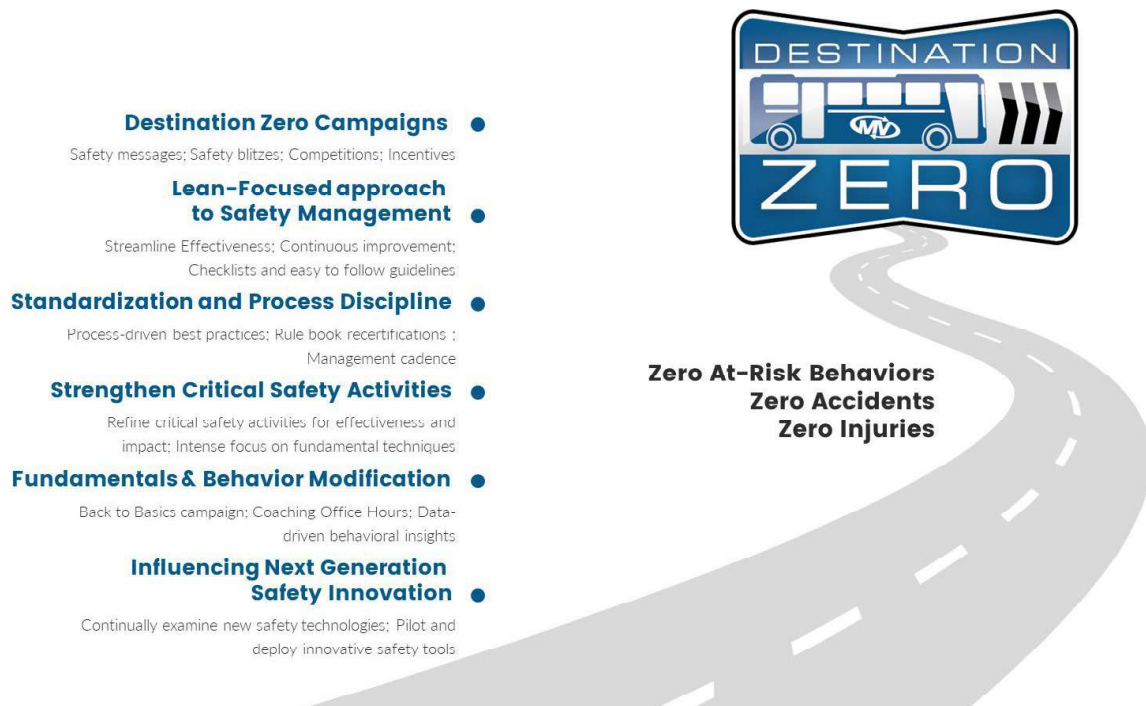 Destination Zero Campaigns
Safety messages; Safety blitzes; Competitions; Incentives
Lean-Focused approach
to Safety Management
Streamline Effectiveness; Continuous improvement;
Checklists and easy to follow guidelines
Standardization and Process Discipline
Process-driven best practices; Rule book recertifications ;
Management cadence
Strengthen Critical Safety Activities
Refine critical safety activities for effectiveness and
impact; Intense focus on fundamental techniques
Fundamentals & Behavior Modification
Back to Basics campaign; Coaching Office Hours; Data-
driven behavioral insights
Influencing Next Generation
Safety Innovation
Continually examine new safety technologies; Pilot and
deploy innovative safety tools
DESTINATION
MV
ZERO
Zero At-Risk Behaviors
Zero Accidents
Zero Injuries